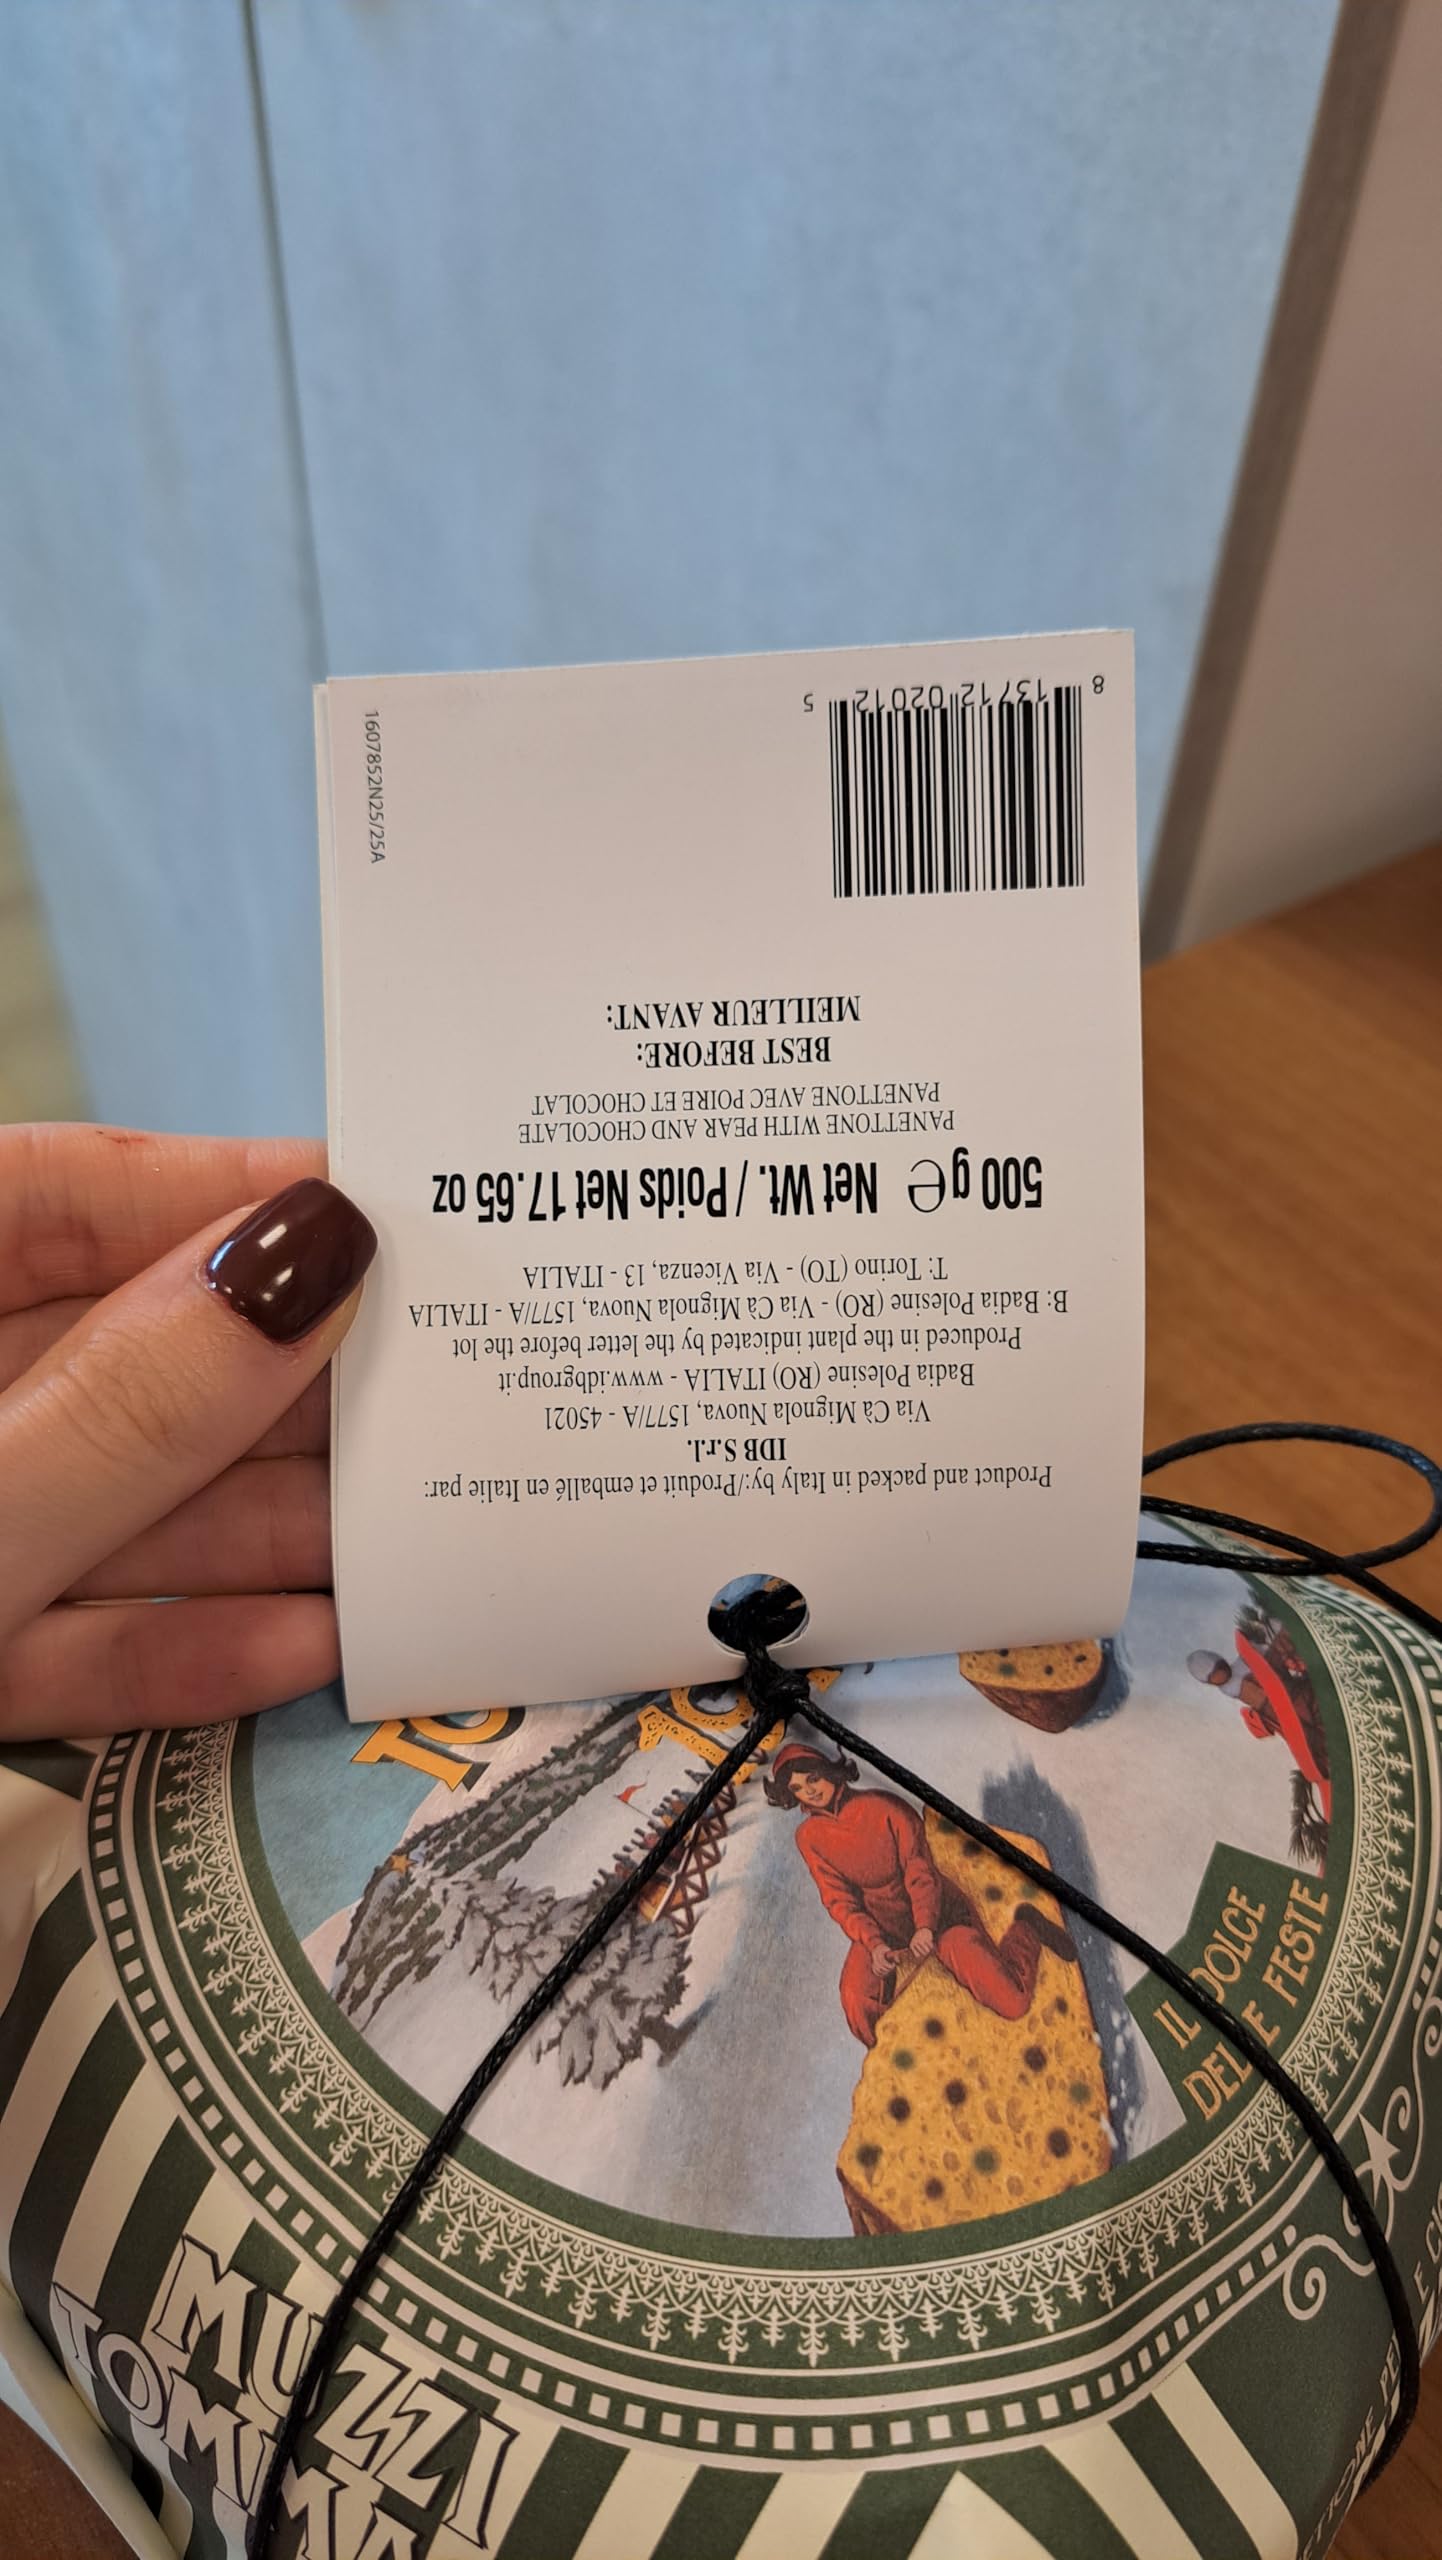 Product and packed in Italy by:/Produit et emballé en Italie par:
IDB S.r.l.
Via Cà Mignola Nuova, 1577/A - 45021
Badia Polesine (RO) ITALIA - www.idbgroup.it
Produced in the plant indicated by the letter before the lot
B: Badia Polesine (RO) - Via Cà Mignola Nuova, 1577/A - ITALIA
T: Torino (TO) - Via Vicenza, 13 - ITALIA
500 g ℮ Net Wt. / Poids Net 17.65 oz
PANETTONE WITH PEAR AND CHOCOLATE
PANETTONE AVEC POIRE ET CHOCOLAT
BEST BEFORE:
MEILLEUR AVANT:
8 13712 02012 5
1607852N25/25A
IL DOLCE
DELLE FESTE
MUZZI